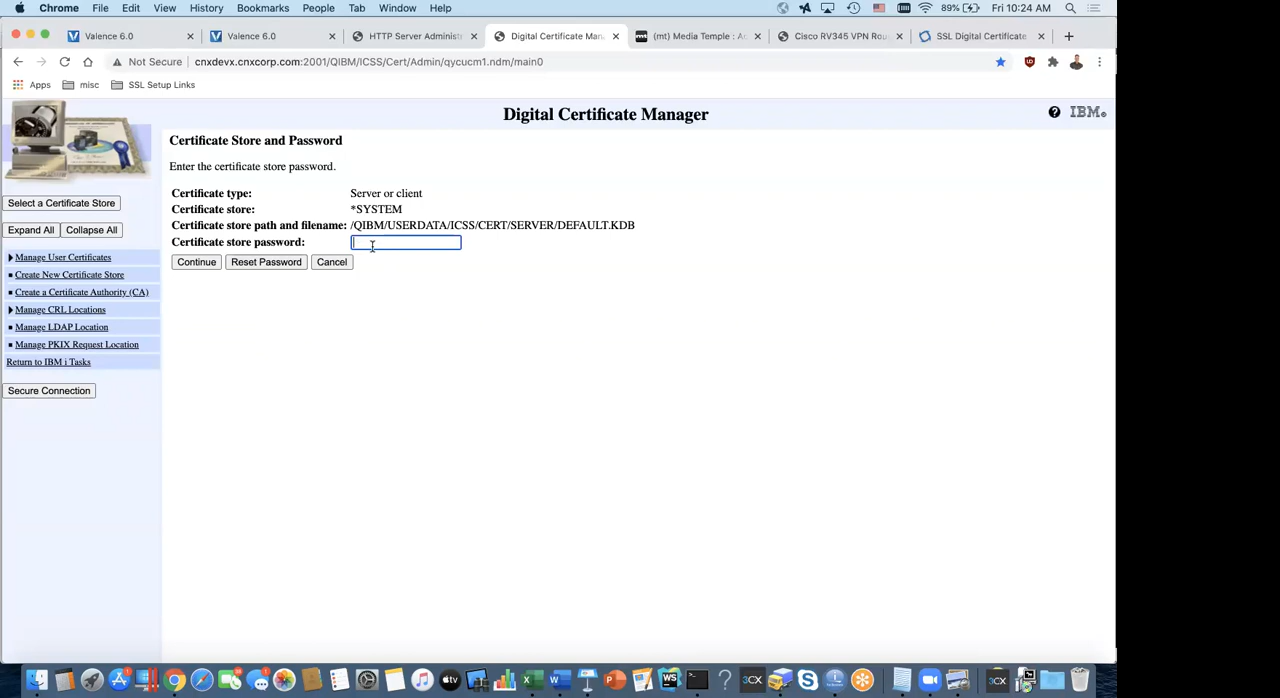 Chrome File Edit View History Bookmarks People Tab Window Help 89% Fri 10:24 AM
Valence 6.0 Valence 6.0 HTTP Server Administ Digital Certificate Man (mt) Media Temple : A Cisco RV345 VPN Rou SSL Digital Certificate
Not Secure cnxdevx.cnxcorp.com:2001/QIBM/ICSS/Cert/Admin/qycucm1.ndm/main0
Apps misc SSL Setup Links
Digital Certificate Manager
IBM
Select a Certificate Store
Expand All Collapse All
Manage User Certificates
Create New Certificate Store
Create a Certificate Authority (CA)
Manage CRL Locations
Manage LDAP Location
Manage PKIX Request Location
Return to IBM i Tasks
Secure Connection
Certificate Store and Password
Enter the certificate store password.
Certificate type: Server or client
Certificate store: *SYSTEM
Certificate store path and filename: /QIBM/USERDATA/ICSS/CERT/SERVER/DEFAULT.KDB
Certificate store password:
Continue Reset Password Cancel
WS 3CX 3CX